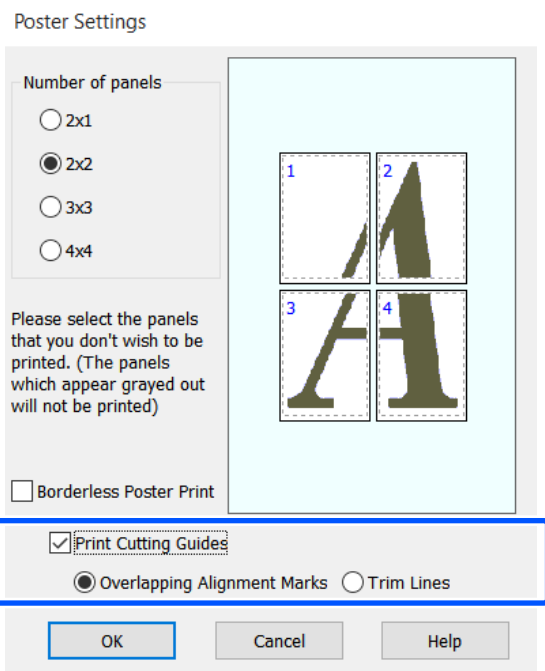 Poster Settings
Number of panels
2x1
2x2
3x3
4x4
1
2
3
4
Please select the panels
that you don't wish to be
printed. (The panels
which appear grayed out
will not be printed)
Borderless Poster Print
Print Cutting Guides
Overlapping Alignment Marks Trim Lines
OK Cancel Help